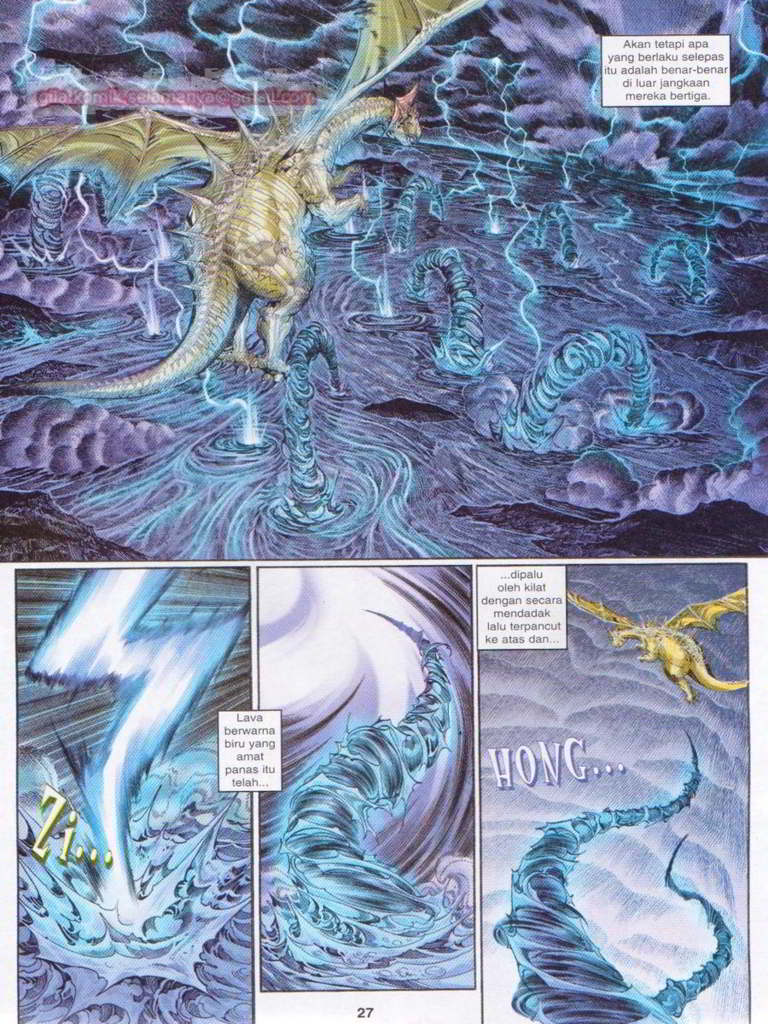 Akan tetapi apa
yang berlaku selepas
itu adalah benar-benar
di luar jangkaan
mereka bertiga.
Lava
berwarna
biru yang
amat
panas itu
telah...
Zi...
...dipalu
oleh kilat
dengan secara
mendadak
lalu terpancut
ke atas dan...
HONG...
27